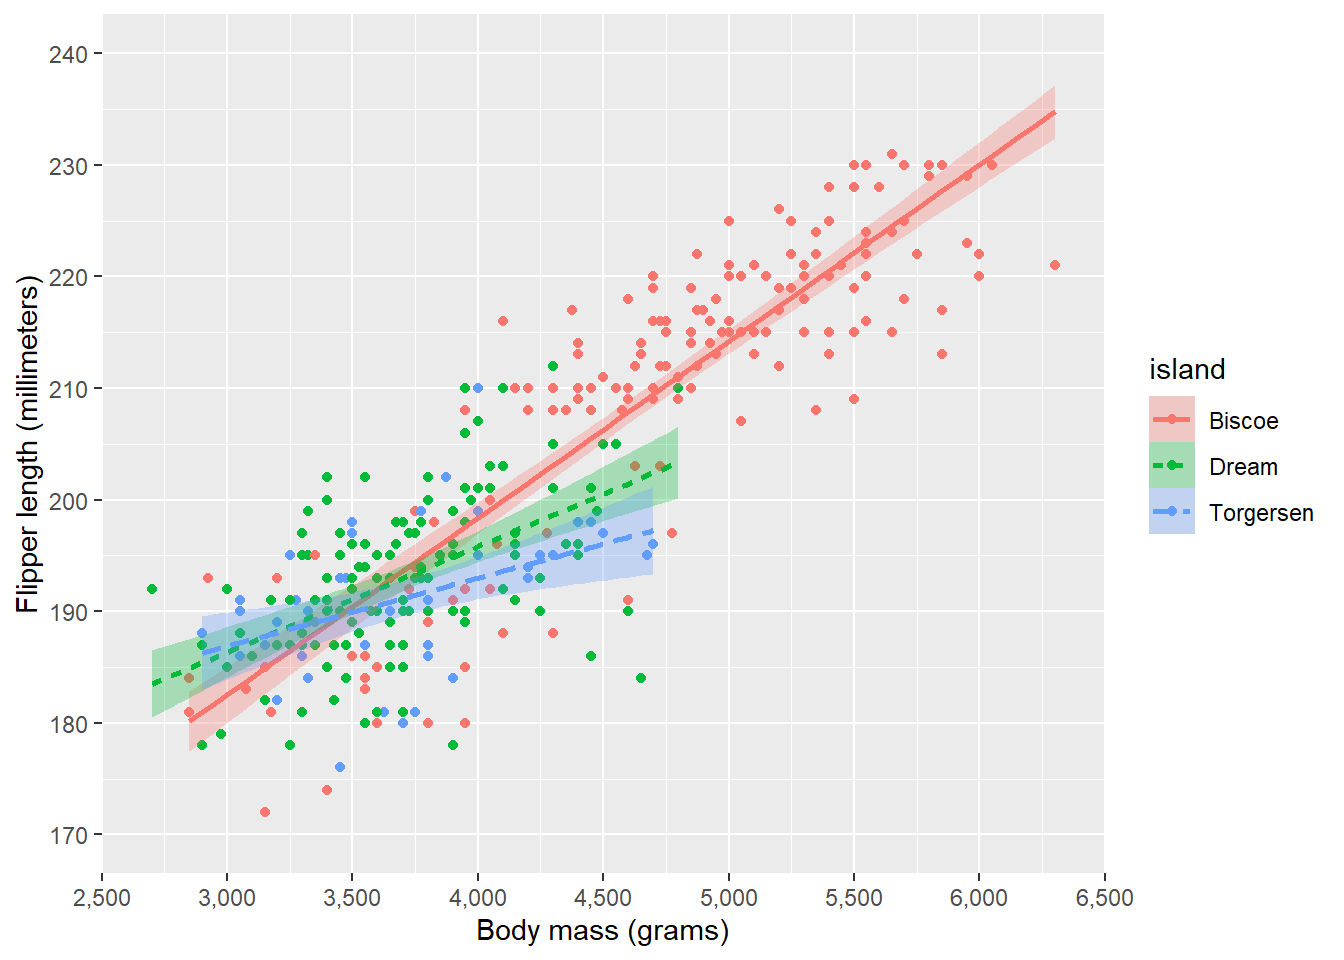 240
230
220
210
200
190
180
170
Flipper length (millimeters)
2,500 3,000 3,500 4,000 4,500 5,000 5,500 6,000 6,500
Body mass (grams)
island
Biscoe
Dream
Torgersen